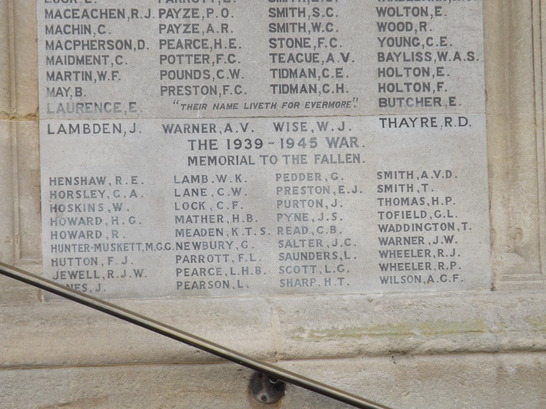 MACEACHEN, R.J. PAYZE, P.O. SMITH, S.C. WOLTON, E.
MACHIN, C. PAYZE, A.R. SMITH, W.C. WOOD, R.
MACPHERSON, D. PEARCE, H.E. STONE, F.C. YOUNG, C.E.
MAIDMENT, C. POTTER, F.C. TEAGUE, A.V. BAYLISS, W.A.S.
MARTIN, W.F. POUNDS, C.W. TIDMAN, C.E. HOLTON, E.
MAY, B. PRESTON, F.C. TIDMAN, C.H. HOLTON, F.
LAURENCE, E. "THEIR NAME LIVETH FOR EVERMORE". BUTCHER, E.
LAMBDEN, J. WARNER, A.V. WISE, W.J. THAYRE, R.D.
THE 1939-1945 WAR.
MEMORIAL TO THE FALLEN.
HENSHAW, R.E. LAMB, W.K. PEDDER, G. SMITH, A.V.D.
HORSLEY, C.A. LANE, C.W. PRESTON, E.J. SMITH, T.
HOSKINS, W. LOCK, C.F. PURTON, J. THOMAS, H.P.
HOWARD, H.G. MATHER, H.B. PYNE, J.S. TOFIELD, G.L.
HOWARD, R. MEADEN, K.T.S. READ, C.B. WADDINGTON, T.
HUNTER-MUSKETT, M.G.G. NEWBURY, G. SALTER, J.C. WARNER, J.W.
HUTTON, F.J. PARROTT, F.L. SAUNDERS, L. WHEELER, R.J.
JEWELL, R.J.W. PEARCE, L.H.B. SCOTT, L.G. WHEELER, R.P.
PEARSON, L. SHARP, H.T. WILSON, A.G.F.